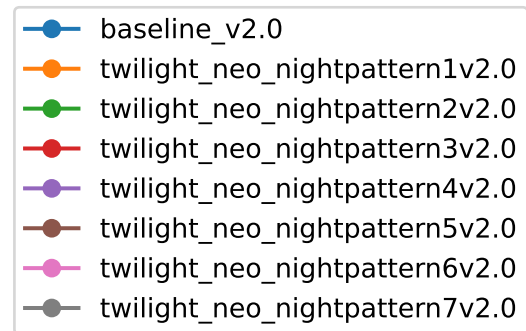 baseline_v2.0
twilight_neo_nightpattern1v2.0
twilight_neo_nightpattern2v2.0
twilight_neo_nightpattern3v2.0
twilight_neo_nightpattern4v2.0
twilight_neo_nightpattern5v2.0
twilight_neo_nightpattern6v2.0
twilight_neo_nightpattern7v2.0